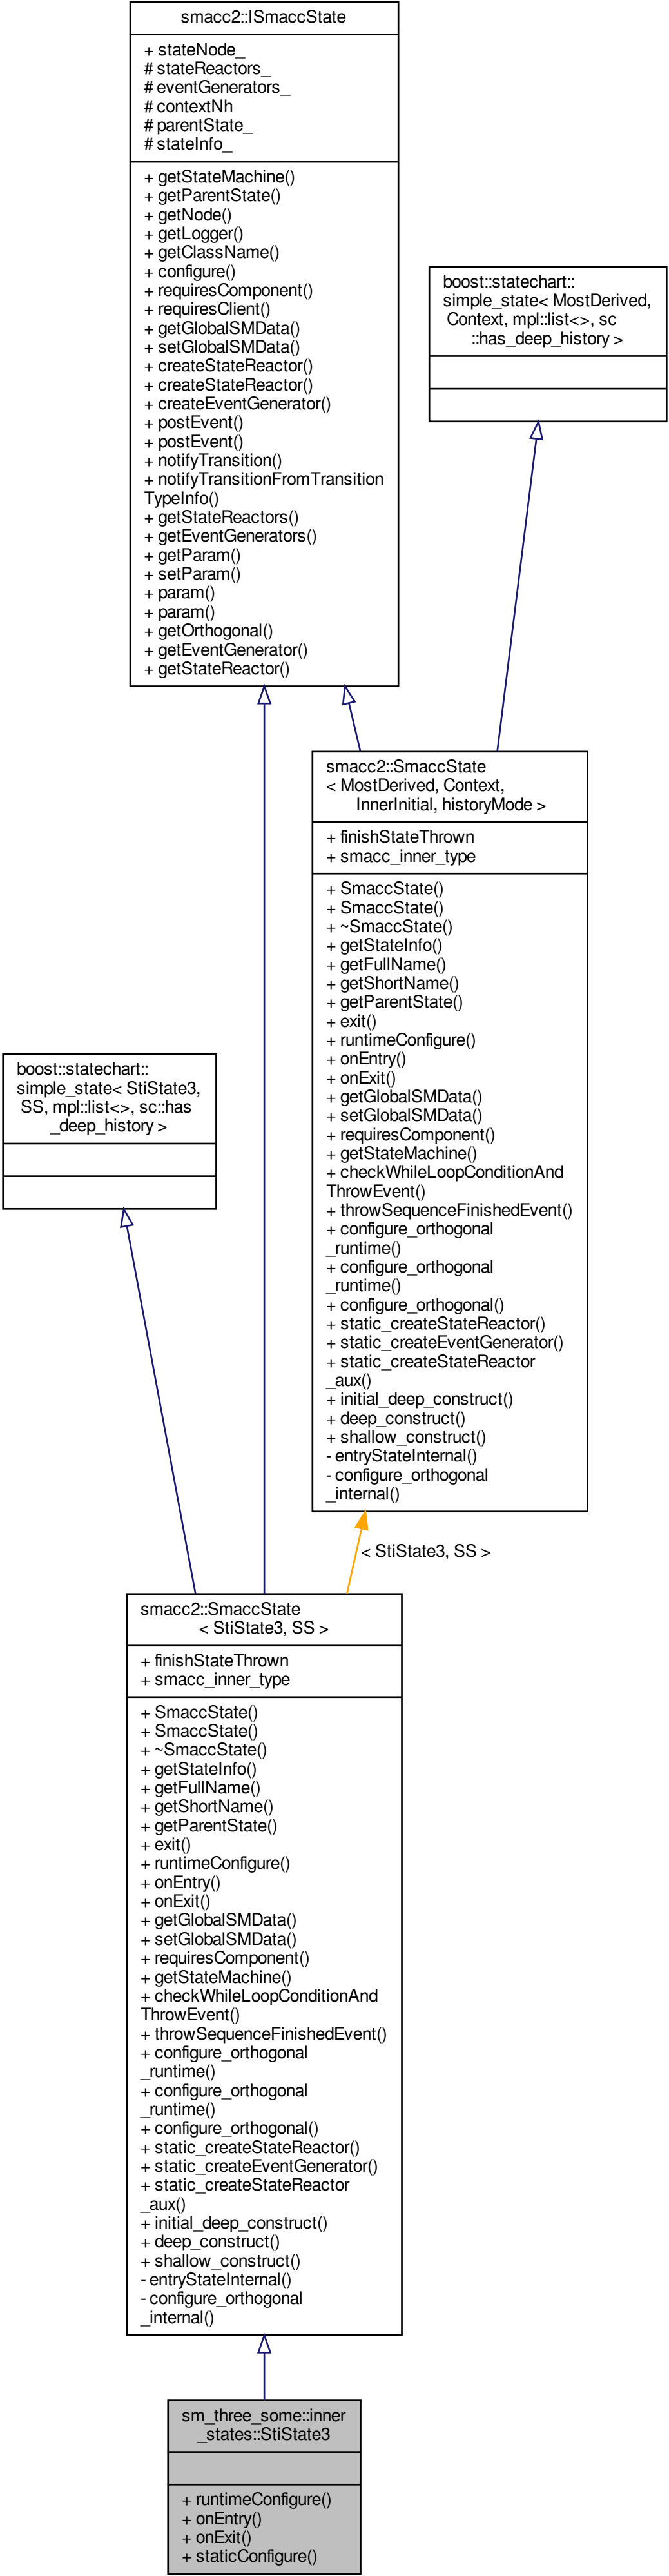 smacc2::ISmaccState
+ stateNode_
# stateReactors_
# eventGenerators_
# contextNh
# parentState_
# stateInfo_
+ getStateMachine()
+ getParentState()
+ getNode()
+ getLogger()
+ getClassName()
+ configure()
+ requiresComponent()
+ requiresClient()
+ getGlobalSMData()
+ setGlobalSMData()
+ createStateReactor()
+ createStateReactor()
+ createEventGenerator()
+ postEvent()
+ postEvent()
+ notifyTransition()
+ notifyTransitionFromTransition
TypeInfo()
+ getStateReactors()
+ getEventGenerators()
+ getParam()
+ setParam()
+ param()
+ param()
+ getOrthogonal()
+ getEventGenerator()
+ getStateReactor()
boost::statechart::
simple_state< MostDerived,
Context, mpl::list<>, sc
::has_deep_history >
smacc2::SmaccState
< MostDerived, Context,
InnerInitial, historyMode >
+ finishStateThrown
+ smacc_inner_type
+ SmaccState()
+ SmaccState()
+ ~SmaccState()
+ getStateInfo()
+ getFullName()
+ getShortName()
+ getParentState()
+ exit()
+ runtimeConfigure()
+ onEntry()
+ onExit()
+ getGlobalSMData()
+ setGlobalSMData()
+ requiresComponent()
+ getStateMachine()
+ checkWhileLoopConditionAnd
ThrowEvent()
+ throwSequenceFinishedEvent()
+ configure_orthogonal
_runtime()
+ configure_orthogonal
_runtime()
+ configure_orthogonal()
+ static_createStateReactor()
+ static_createEventGenerator()
+ static_createStateReactor
_aux()
+ initial_deep_construct()
+ deep_construct()
+ shallow_construct()
- entryStateInternal()
- configure_orthogonal
_internal()
boost::statechart::
simple_state< StiState3,
SS, mpl::list<>, sc::has
_deep_history >
< StiState3, SS >
smacc2::SmaccState
< StiState3, SS >
+ finishStateThrown
+ smacc_inner_type
+ SmaccState()
+ SmaccState()
+ ~SmaccState()
+ getStateInfo()
+ getFullName()
+ getShortName()
+ getParentState()
+ exit()
+ runtimeConfigure()
+ onEntry()
+ onExit()
+ getGlobalSMData()
+ setGlobalSMData()
+ requiresComponent()
+ getStateMachine()
+ checkWhileLoopConditionAnd
ThrowEvent()
+ throwSequenceFinishedEvent()
+ configure_orthogonal
_runtime()
+ configure_orthogonal
_runtime()
+ configure_orthogonal()
+ static_createStateReactor()
+ static_createEventGenerator()
+ static_createStateReactor
_aux()
+ initial_deep_construct()
+ deep_construct()
+ shallow_construct()
- entryStateInternal()
- configure_orthogonal
_internal()
sm_three_some::inner
_states::StiState3
+ runtimeConfigure()
+ onEntry()
+ onExit()
+ staticConfigure()